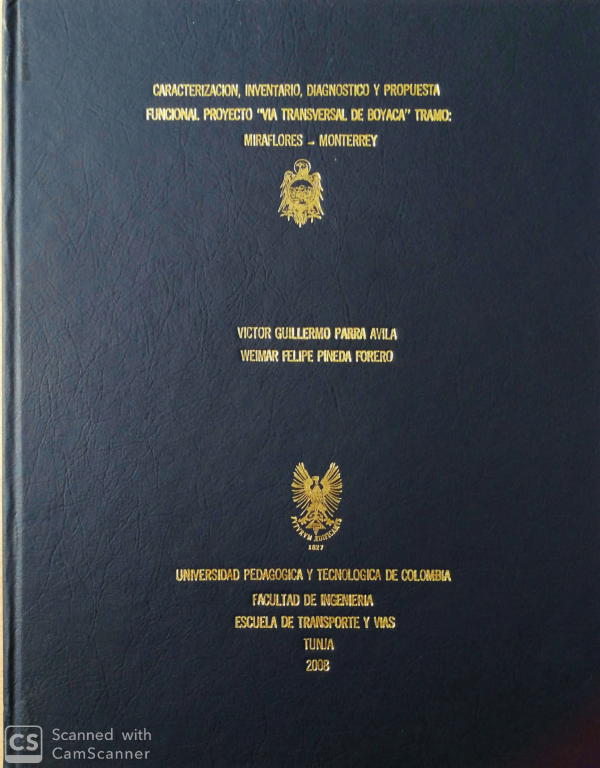 CARACTERIZACION, INVENTARIO, DIAGNOSTICO Y PROPUESTA
FUNCIONAL PROYECTO "VIA TRANSVERSAL DE BOYACA" TRAMO:
MIRAFLORES - MONTERREY
VICTOR GUILLERMO PARRA AVILA
WEIMAR FELIPE PINEDA FORERO
1827
UNIVERSIDAD PEDAGOGICA Y TECNOLOGICA DE COLOMBIA
FACULTAD DE INGENIERIA
ESCUELA DE TRANSPORTE Y VIAS
TUNJA
2008
CS
Scanned with
CamScanner